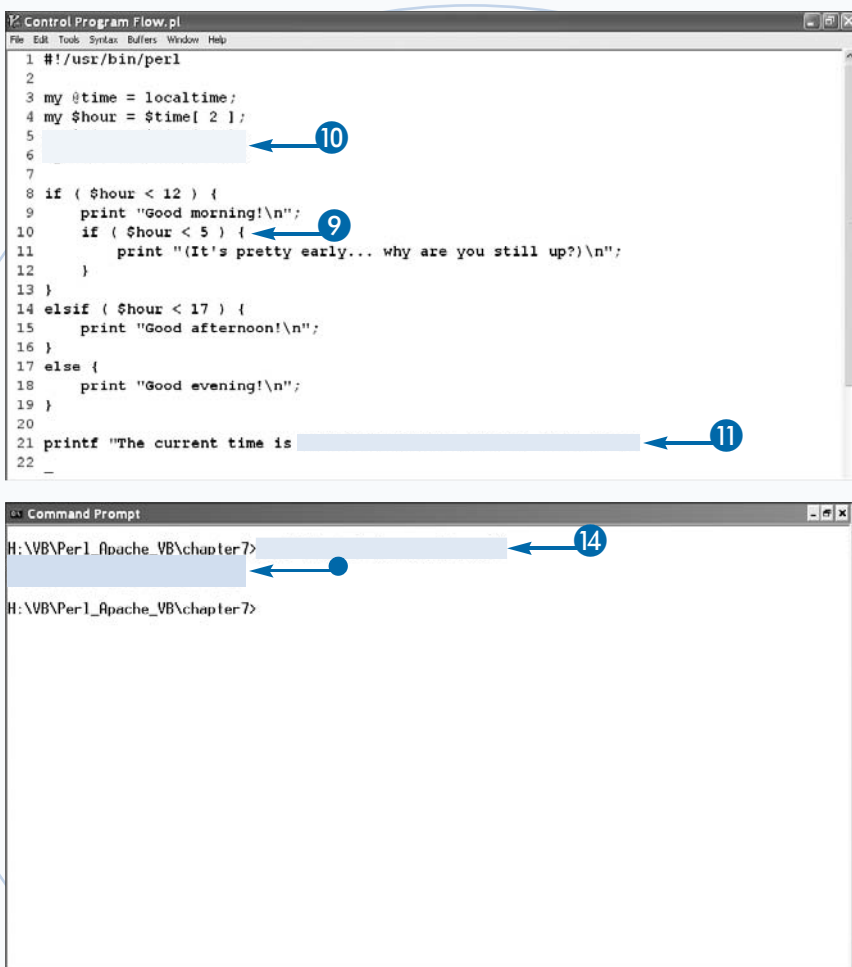 Control Program Flow.pl
File Edit Tools Syntax Buffers Window Help
1 #!/usr/bin/perl
2
3 my @time = localtime;
4 my $hour = $time[ 2 ];
5
10
6
7
8 if ( $hour < 12 ) {
9     print "Good morning!\n";
10     if ( $hour < 5 ) {
9
11         print "(It's pretty early... why are you still up?)\n";
12     }
13 }
14 elsif ( $hour < 17 ) {
15     print "Good afternoon!\n";
16 }
17 else {
18     print "Good evening!\n";
19 }
20
21 printf "The current time is
11
22 _
Command Prompt
H:\VB\Perl_Apache_VB\chapter7>
14
H:\VB\Perl_Apache_VB\chapter7>